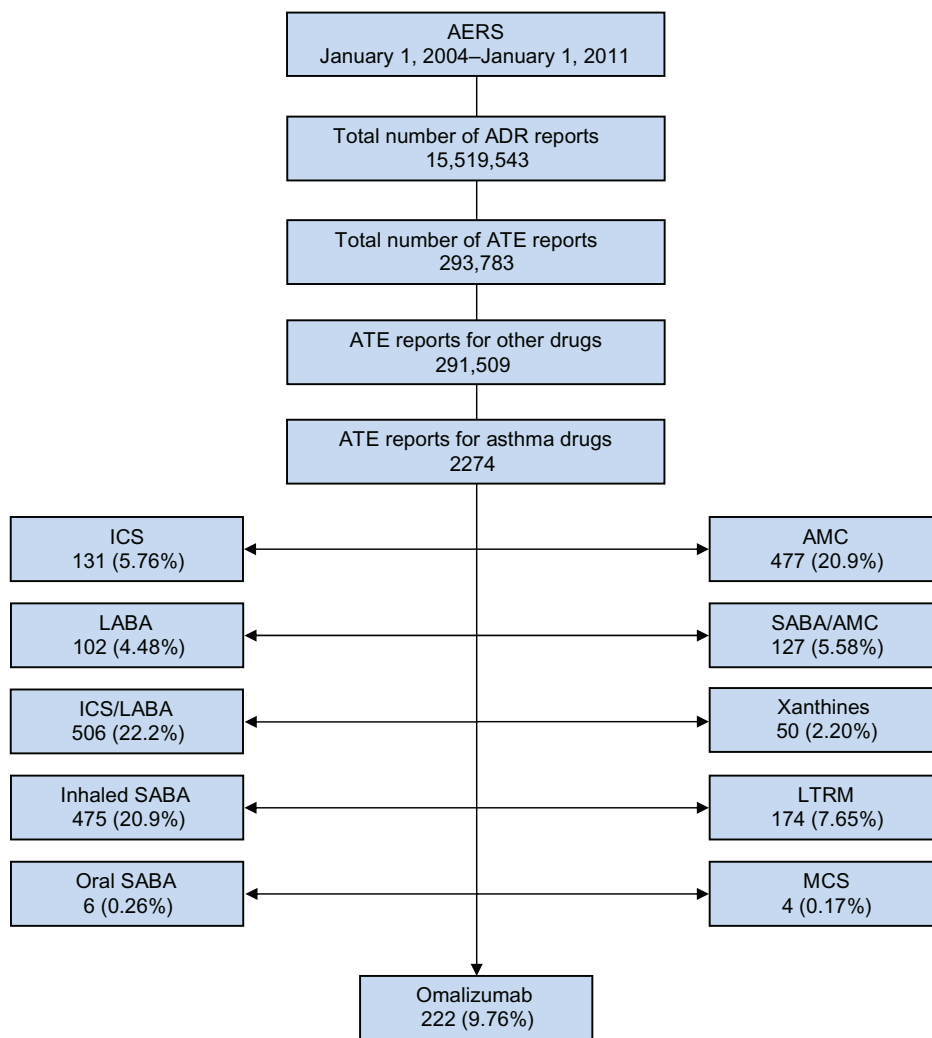 AERS
January 1, 2004–January 1, 2011
Total number of ADR reports
15,519,543
Total number of ATE reports
293,783
ATE reports for other drugs
291,509
ATE reports for asthma drugs
2274
ICS
131 (5.76%)
AMC
477 (20.9%)
LABA
102 (4.48%)
SABA/AMC
127 (5.58%)
ICS/LABA
506 (22.2%)
Xanthines
50 (2.20%)
Inhaled SABA
475 (20.9%)
LTRM
174 (7.65%)
Oral SABA
6 (0.26%)
MCS
4 (0.17%)
Omalizumab
222 (9.76%)